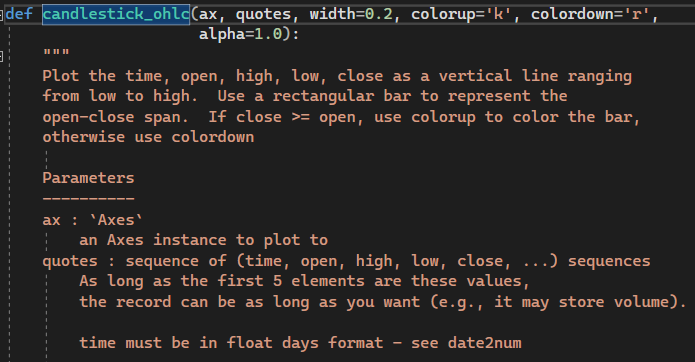 def candlestick_ohlc(ax, quotes, width=0.2, colorup='k', colordown='r',
alpha=1.0):
"""
Plot the time, open, high, low, close as a vertical line ranging
from low to high.  Use a rectangular bar to represent the
open-close span.  If close >= open, use colorup to color the bar,
otherwise use colordown
Parameters
----------
ax : `Axes`
an Axes instance to plot to
quotes : sequence of (time, open, high, low, close, ...) sequences
As long as the first 5 elements are these values,
the record can be as long as you want (e.g., it may store volume).
time must be in float days format - see date2num